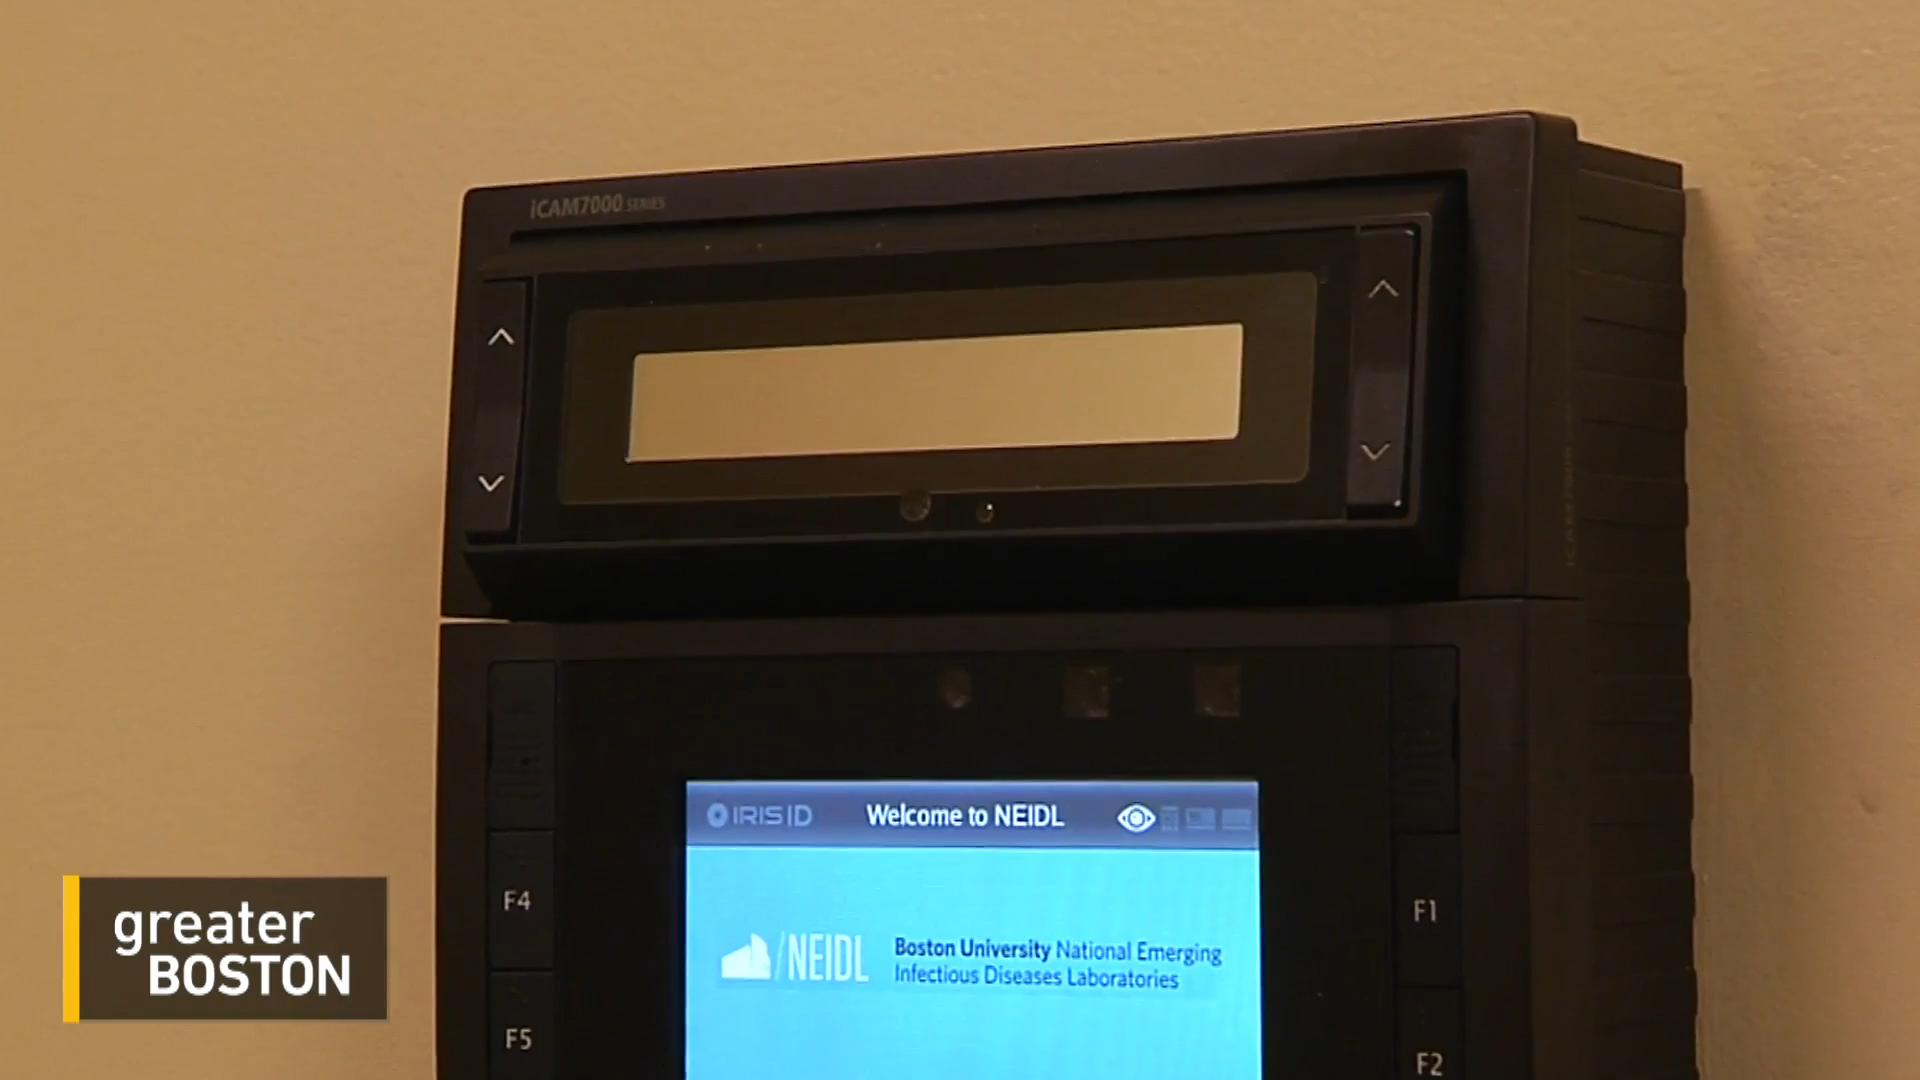 iCAM7000 SERIES
IRIS ID
Welcome to NEIDL
/NEIDL
Boston University National Emerging
Infectious Diseases Laboratories
F4
F1
F5
F2
greater
BOSTON